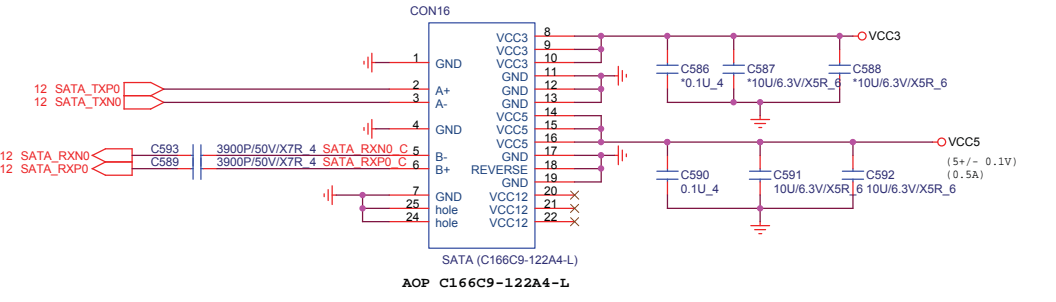 CON16
VCC3
8
VCC3
9
VCC3
10
VCC3
1
GND
GND
11
GND
12
GND
13
C586
*0.1U_4
C587
*10U/6.3V/X5R_6
C588
*10U/6.3V/X5R_6
12 SATA_TXP0
2
A+
12 SATA_TXN0
3
A-
4
GND
VCC5
14
VCC5
15
VCC5
16
VCC5
(5+/- 0.1V)
(0.5A)
12 SATA_RXN0
C593
3900P/50V/X7R_4
SATA_RXN0_C
5
B-
12 SATA_RXP0
C589
3900P/50V/X7R_4
SATA_RXP0_C
6
B+
GND
17
REVERSE
18
GND
19
C590
0.1U_4
C591
10U/6.3V/X5R_6
C592
10U/6.3V/X5R_6
7
GND
25
hole
24
hole
VCC12
20
VCC12
21
VCC12
22
SATA (C166C9-122A4-L)
AOP C166C9-122A4-L